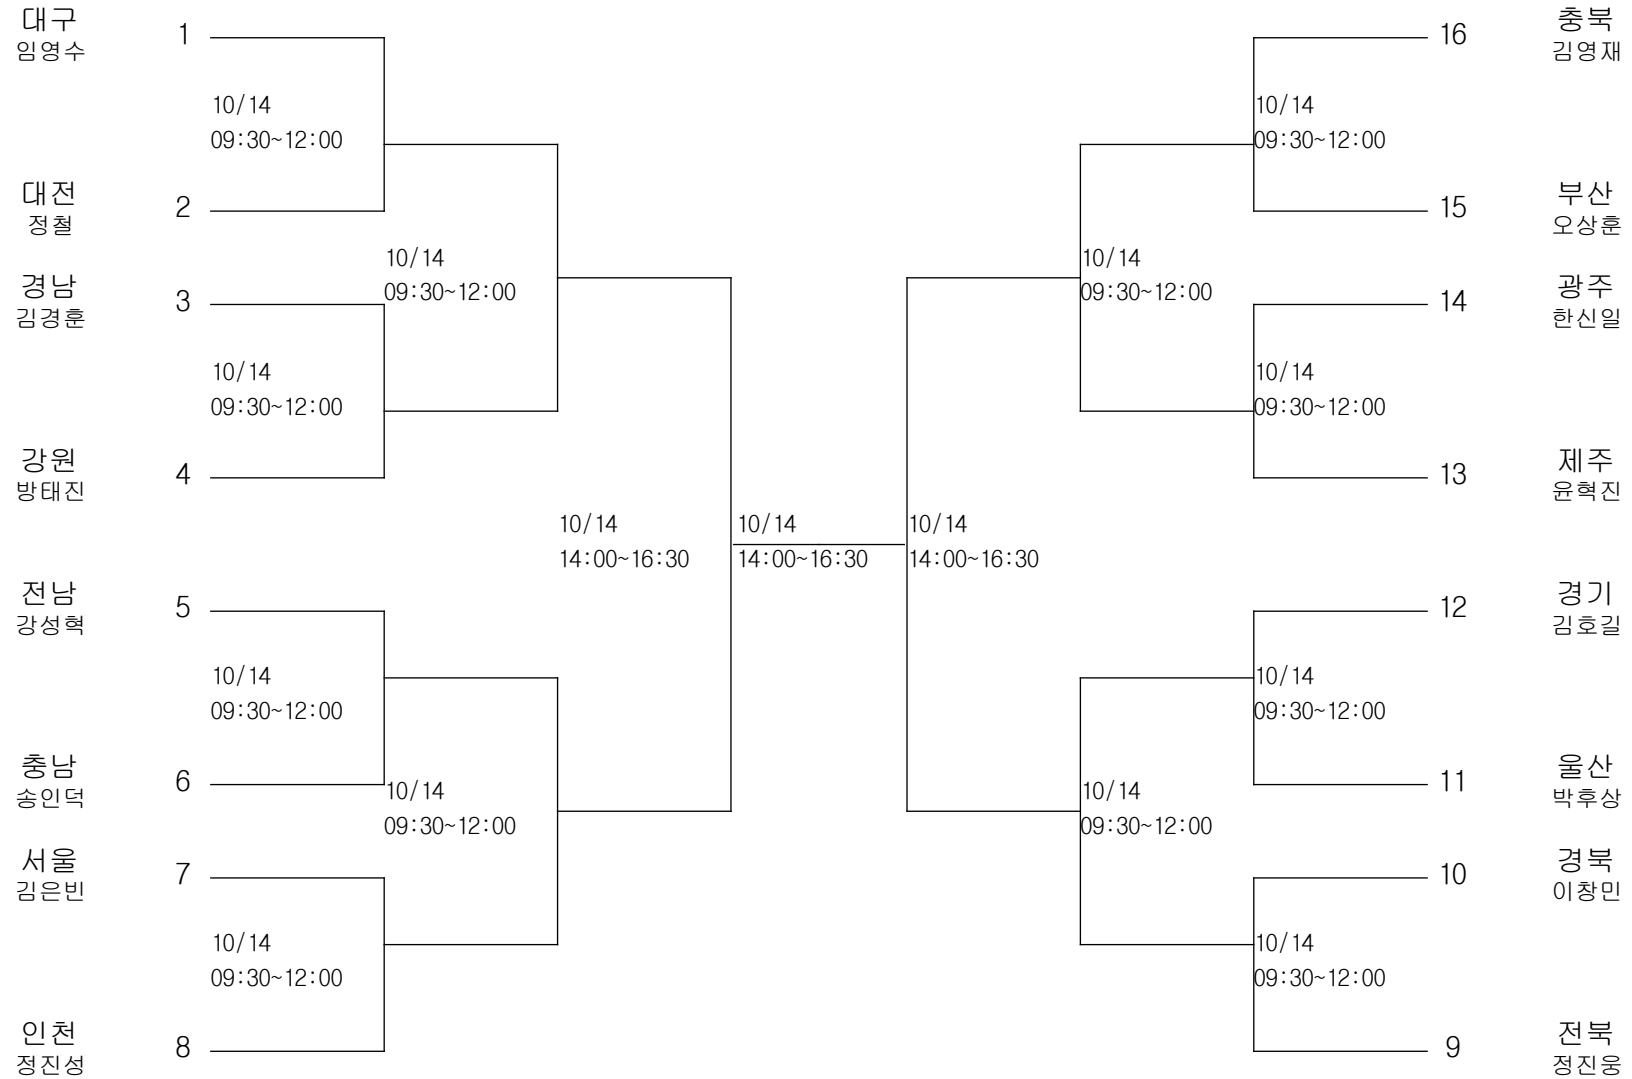 대구
임영수
1
10/14
09:30~12:00
대전
정철
2
10/14
09:30~12:00
경남
김경훈
3
10/14
09:30~12:00
강원
방태진
4
10/14
14:00~16:30
전남
강성혁
5
10/14
09:30~12:00
충남
송인덕
6
10/14
09:30~12:00
서울
김은빈
7
10/14
09:30~12:00
인천
정진성
8
10/14
14:00~16:30
충북
김영재
16
10/14
09:30~12:00
부산
오상훈
15
10/14
09:30~12:00
광주
한신일
14
10/14
09:30~12:00
제주
윤혁진
13
10/14
14:00~16:30
경기
김호길
12
10/14
09:30~12:00
울산
박후상
11
10/14
09:30~12:00
경북
이창민
10
10/14
09:30~12:00
전북
정진웅
9